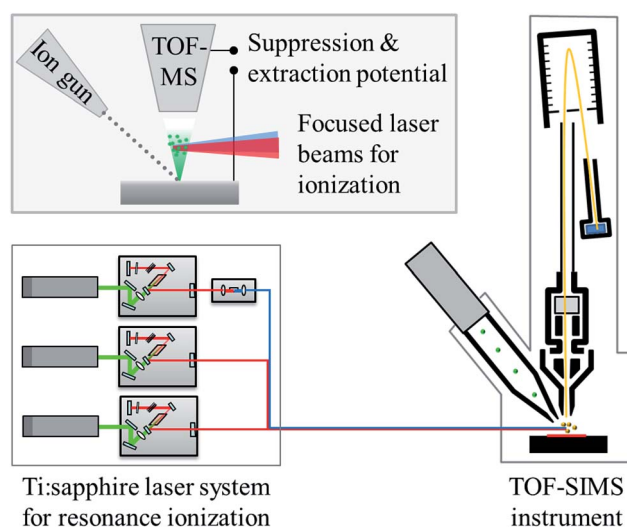 Ion gun
TOF-
MS
Suppression &
extraction potential
Focused laser
beams for
ionization
Ti:sapphire laser system
for resonance ionization
TOF-SIMS
instrument